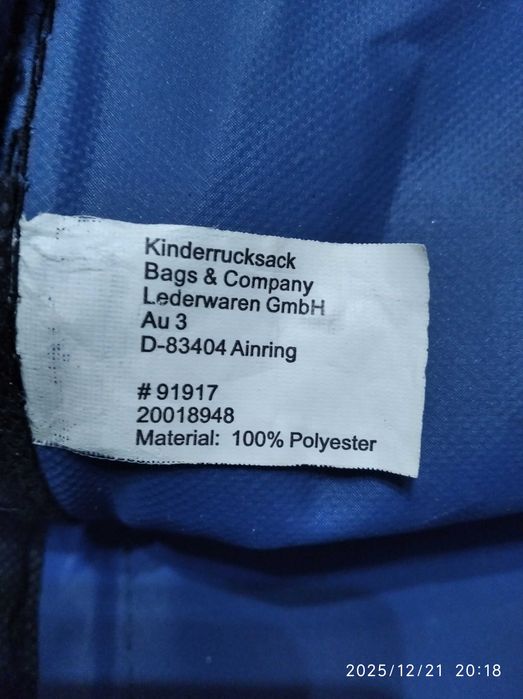 Kinderrucksack
Bags & Company
Lederwaren GmbH
Au 3
D-83404 Ainring
# 91917
20018948
Material: 100% Polyester
2025/12/21 20:18